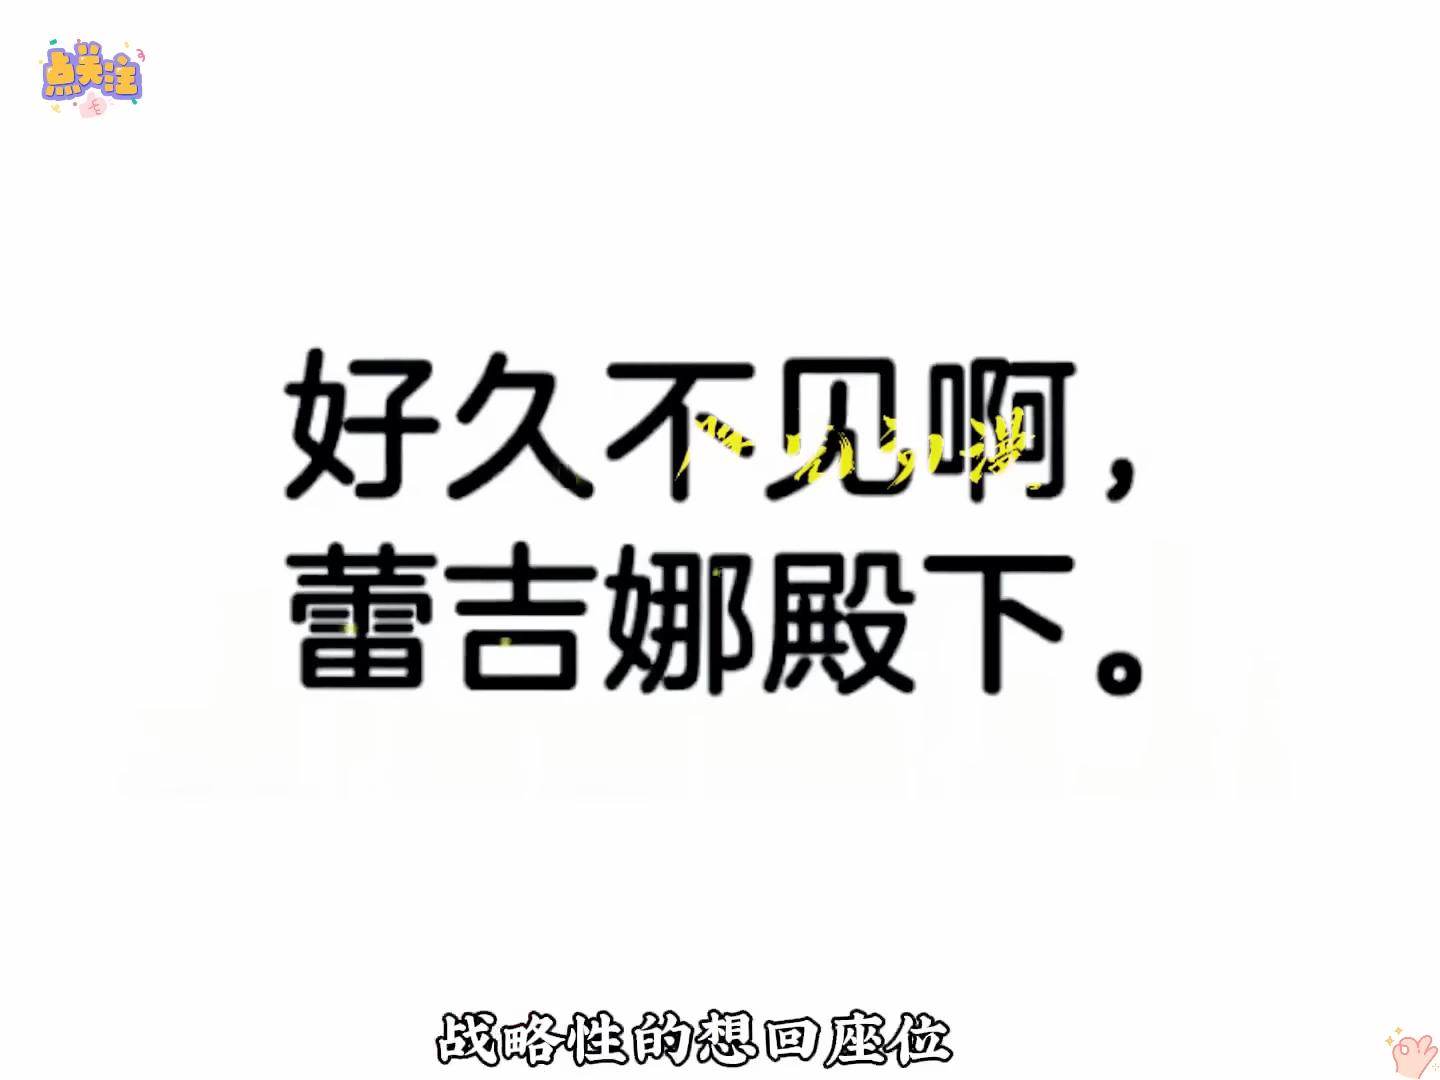 点关注
好久不见啊，
蕾吉娜殿下。
战略性的想回座位